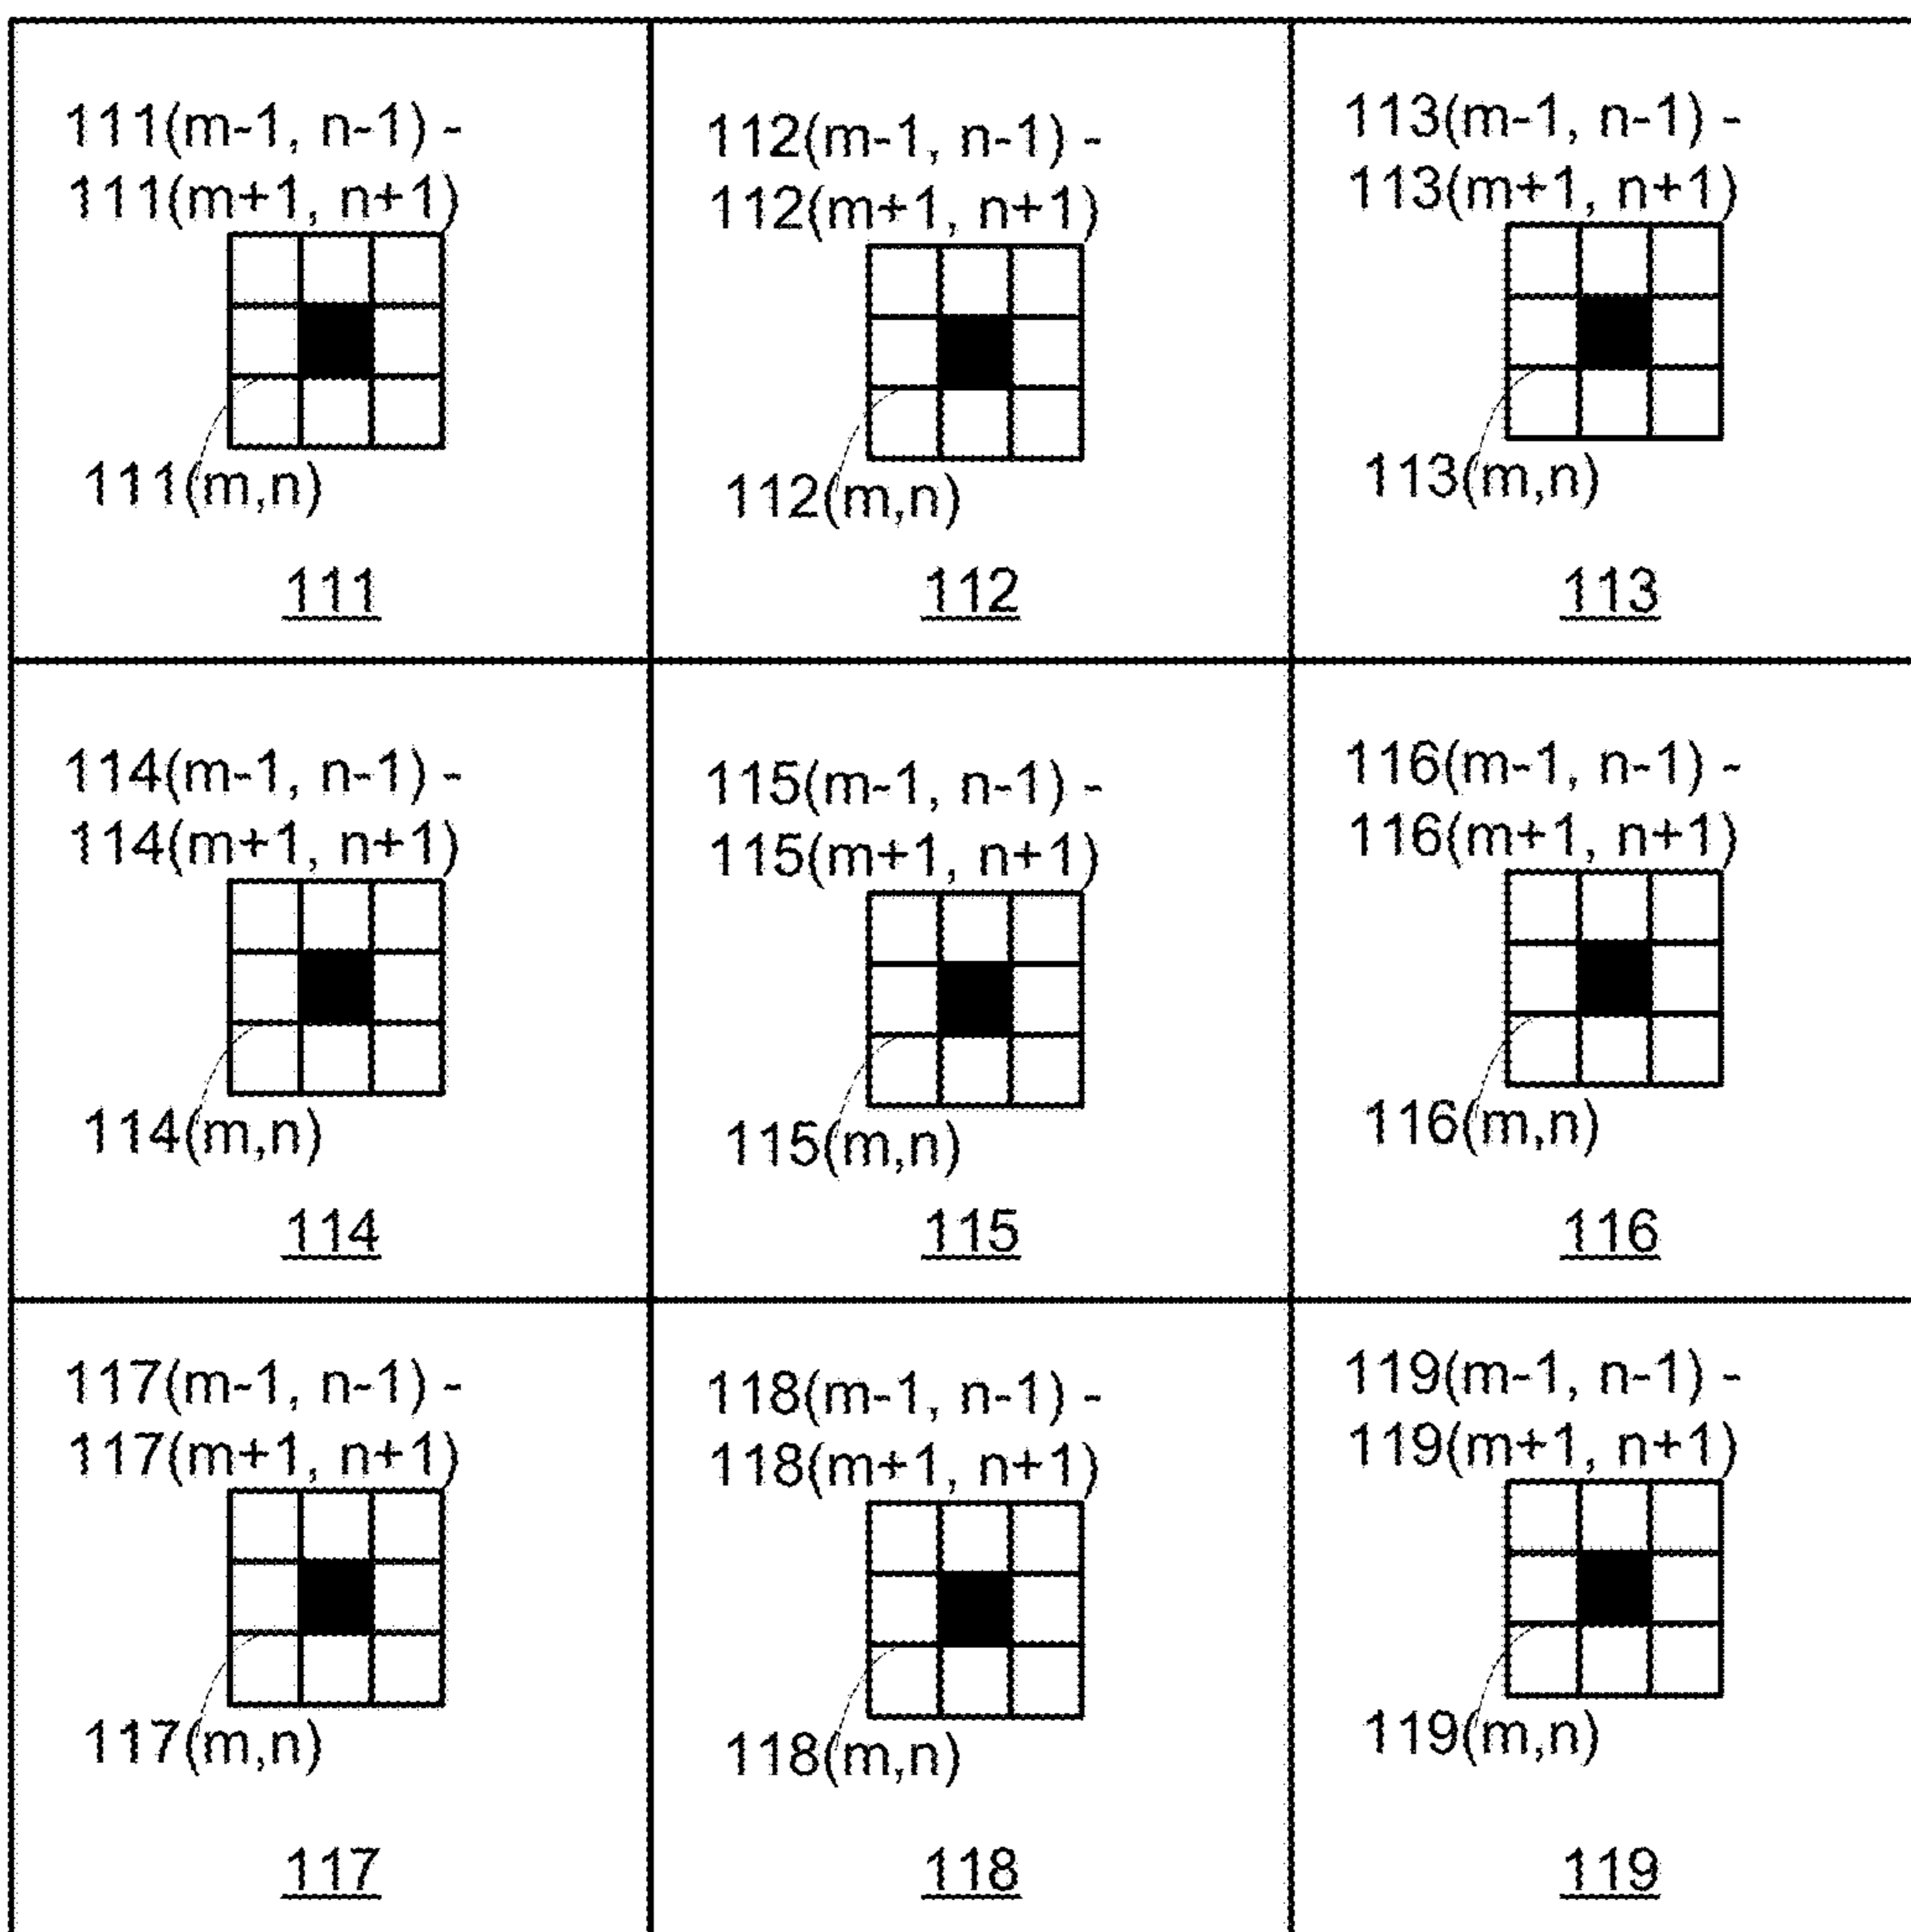 111(m-1, n-1) -
111(m+1, n+1)
111(m,n)
111
112(m-1, n-1) -
112(m+1, n+1)
112(m,n)
112
113(m-1, n-1) -
113(m+1, n+1)
113(m,n)
113
114(m-1, n-1) -
114(m+1, n+1)
114(m,n)
114
115(m-1, n-1) -
115(m+1, n+1)
115(m,n)
115
116(m-1, n-1) -
116(m+1, n+1)
116(m,n)
116
117(m-1, n-1) -
117(m+1, n+1)
117(m,n)
117
118(m-1, n-1) -
118(m+1, n+1)
118(m,n)
118
119(m-1, n-1) -
119(m+1, n+1)
119(m,n)
119